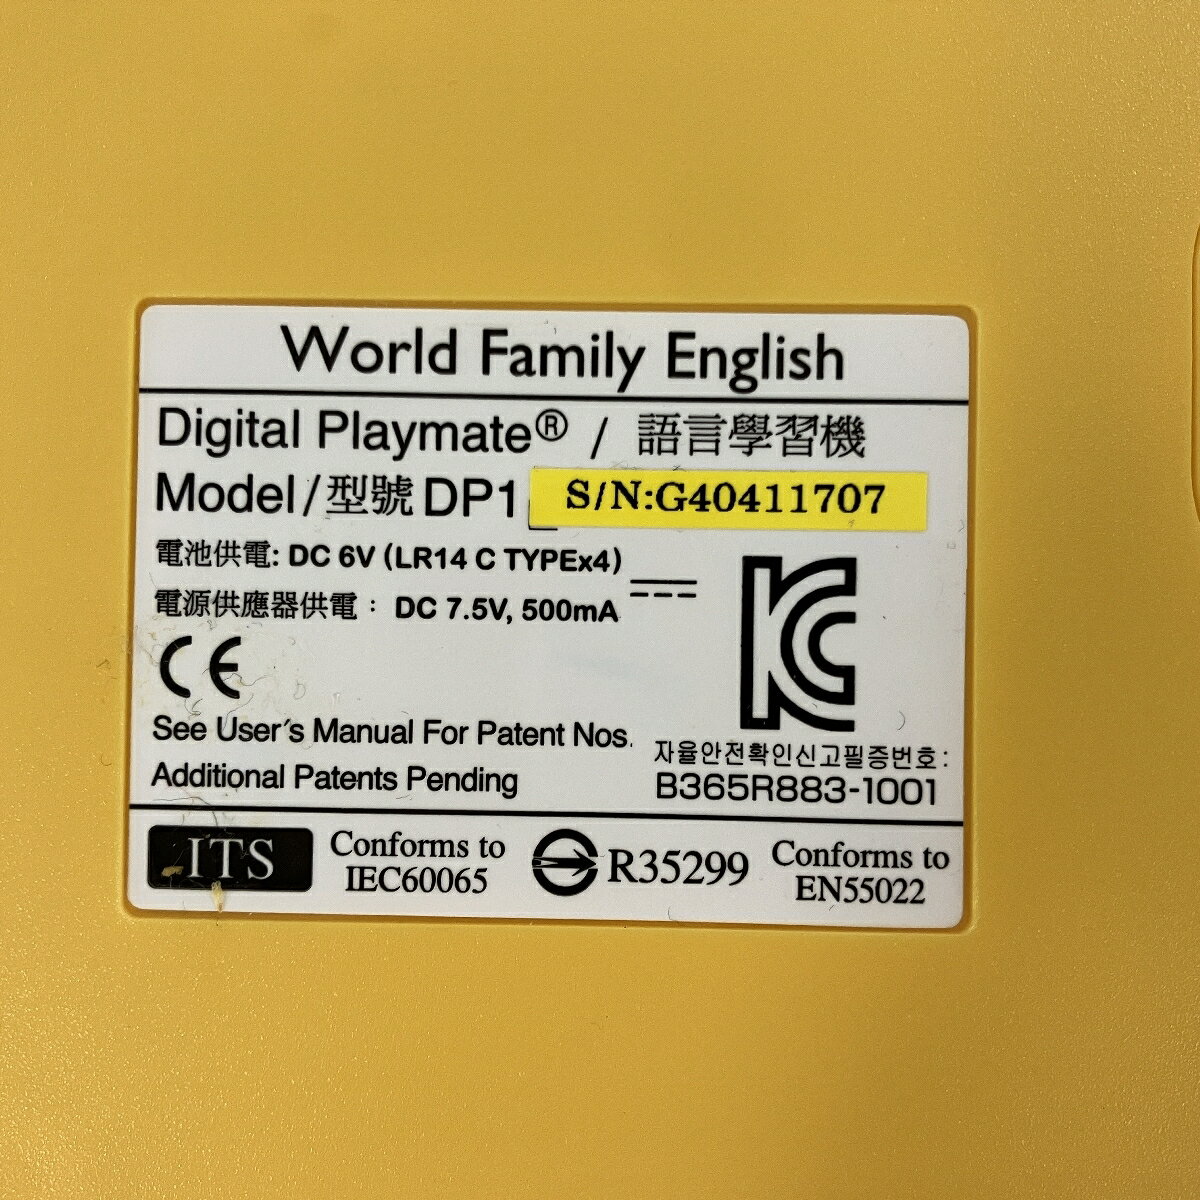 World Family English
Digital Playmate® / 語言學習機
Model/型號 DP1 S/N:G40411707
電池供電: DC 6V (LR14 C TYPEx4)
電源供應器供電: DC 7.5V, 500mA
CE
KC
See User's Manual For Patent Nos.
Additional Patents Pending
자율안전확인신고필증번호:
B365R883-1001
ITS
Conforms to
IEC60065
R35299
Conforms to
EN55022